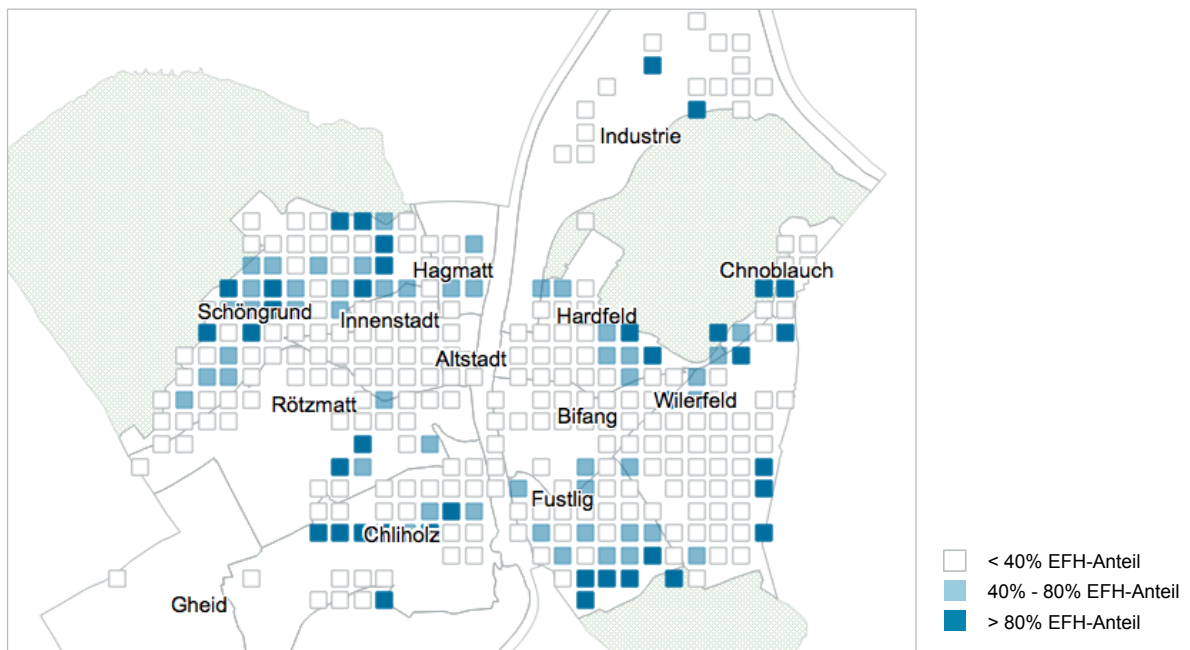 Industrie
Chnoblauch
Hagmatt
Schöngrund
Innenstadt
Hardfeld
Altstadt
Rötzmatt
Wilerfeld
Bifang
Fustlig
Chliholz
Gheid
< 40% EFH-Anteil
40% - 80% EFH-Anteil
> 80% EFH-Anteil